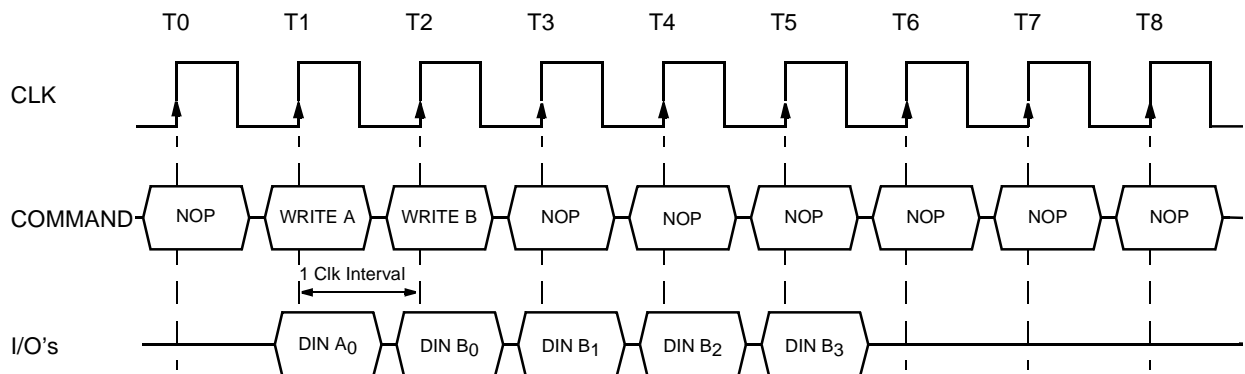 T0 T1 T2 T3 T4 T5 T6 T7 T8
CLK
COMMAND NOP WRITE A WRITE B NOP NOP NOP NOP NOP NOP
1 Clk Interval
I/O's DIN A0 DIN B0 DIN B1 DIN B2 DIN B3